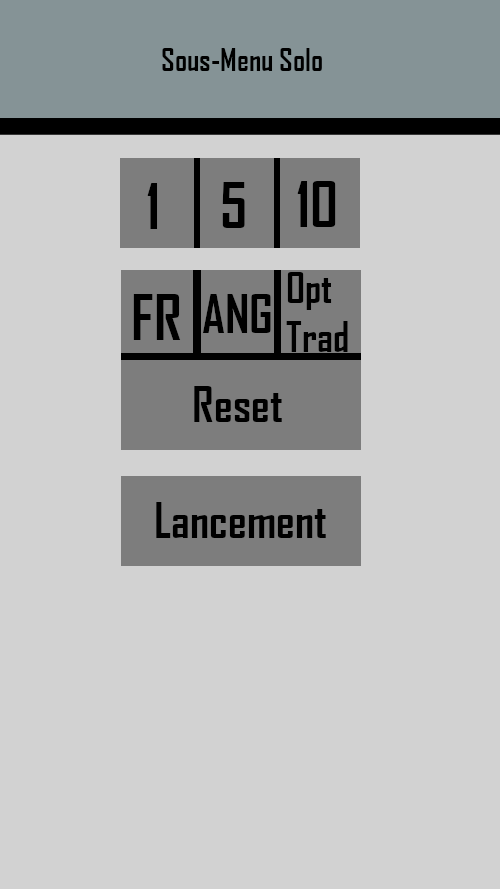 Sous-Menu Solo
1 5 10
FR ANG Opt
Trad
Reset
Lancement